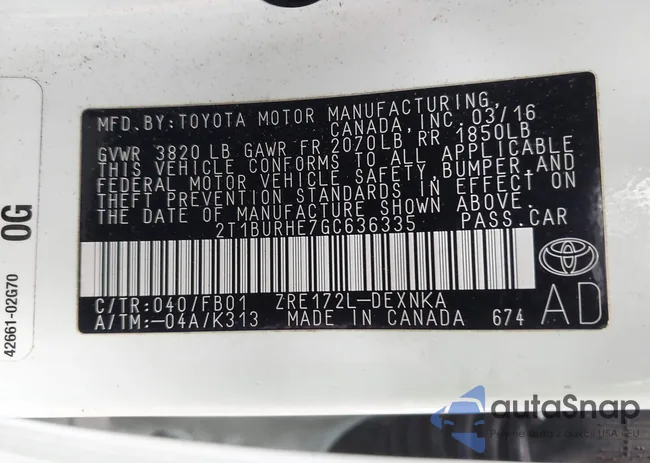 MFD.BY:TOYOTA MOTOR MANUFACTURING,
CANADA,INC.03/16
GVWR 3820LB GAWR FR 2070LB RR 1850LB
THIS VEHICLE CONFORMS TO ALL APPLICABLE
FEDERAL MOTOR VEHICLE SAFETY,BUMPER,AND
THEFT PREVENTION STANDARDS IN EFFECT ON
THE DATE OF MANUFACTURE SHOWN ABOVE.
2T1BURHE7GC636335 PASS.CAR
C/TR:040/FB01 ZRE172L-DEXNKA
A/TM:-04A/K313 MADE IN CANADA 674
AD
0G
42661-02G70
autoSnap